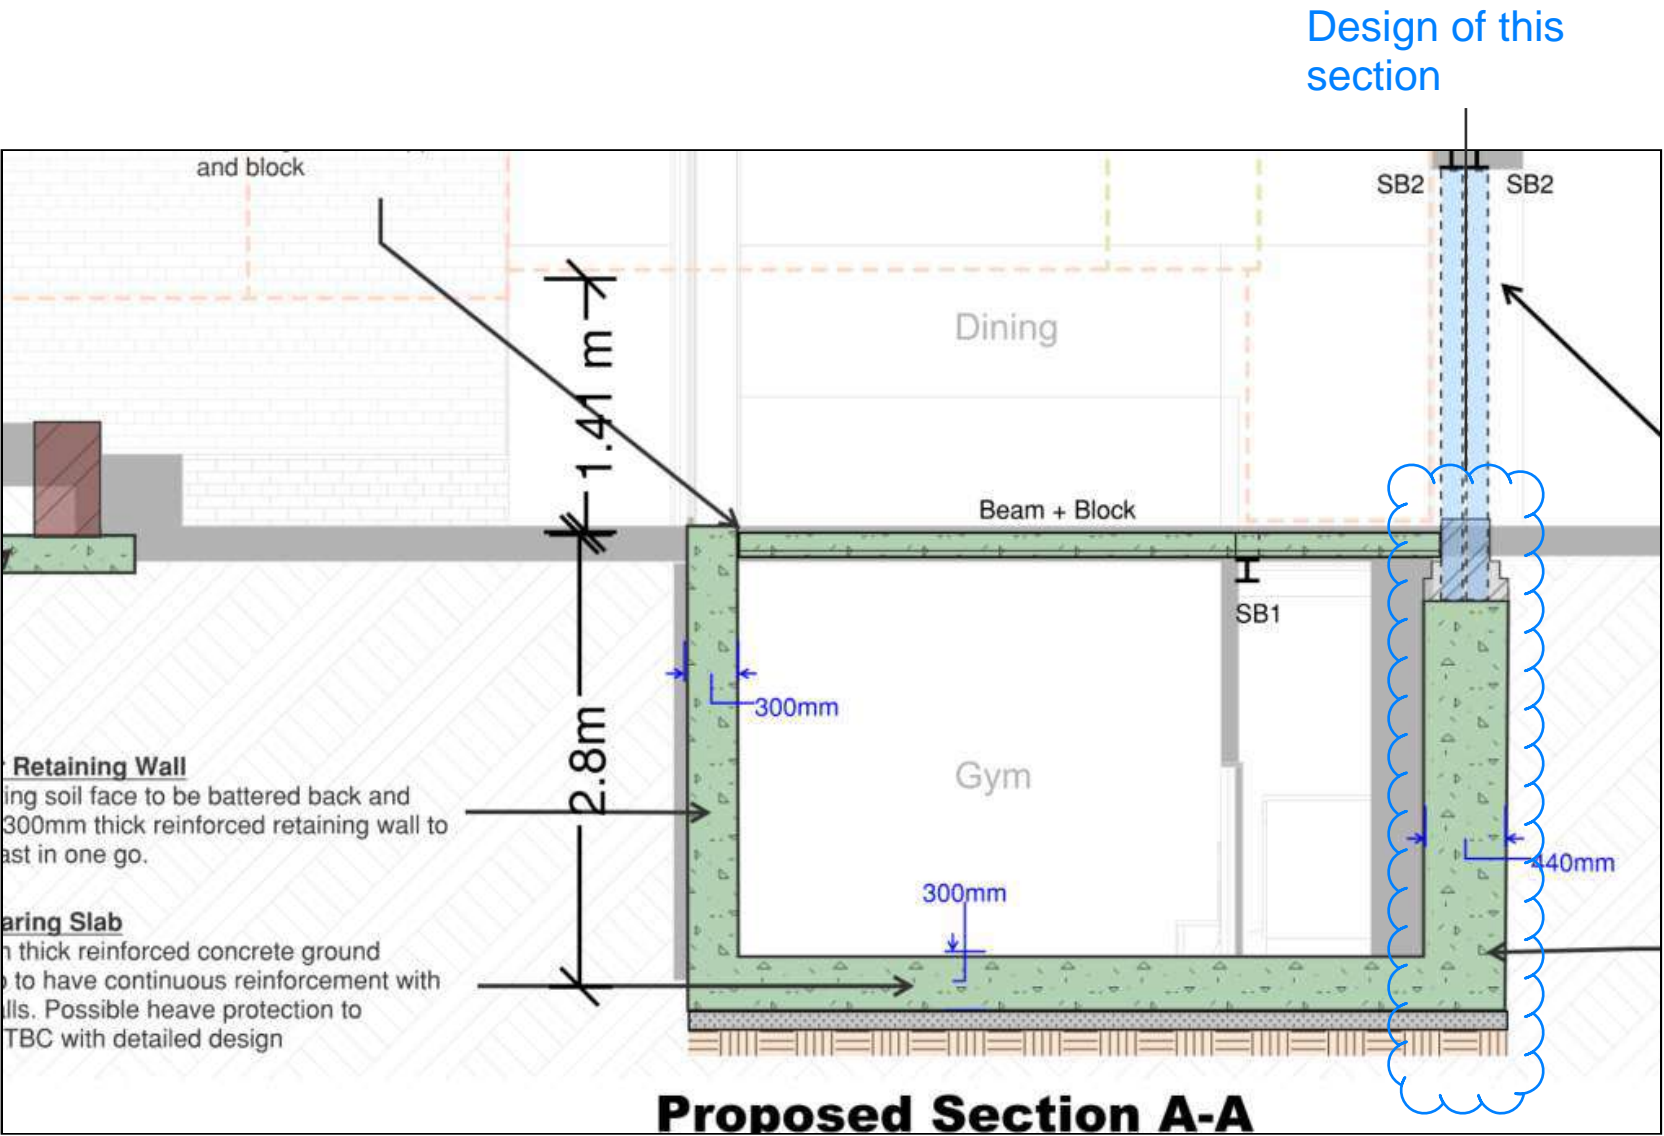 Design of this
section
and block
SB2
SB2
1.41 m
Dining
Beam + Block
SB1
300mm
2.8m
Gym
Retaining Wall
ing soil face to be battered back and
300mm thick reinforced retaining wall to
ast in one go.
440mm
300mm
aring Slab
thick reinforced concrete ground
to have continuous reinforcement with
alls. Possible heave protection to
TBC with detailed design
Proposed Section A-A